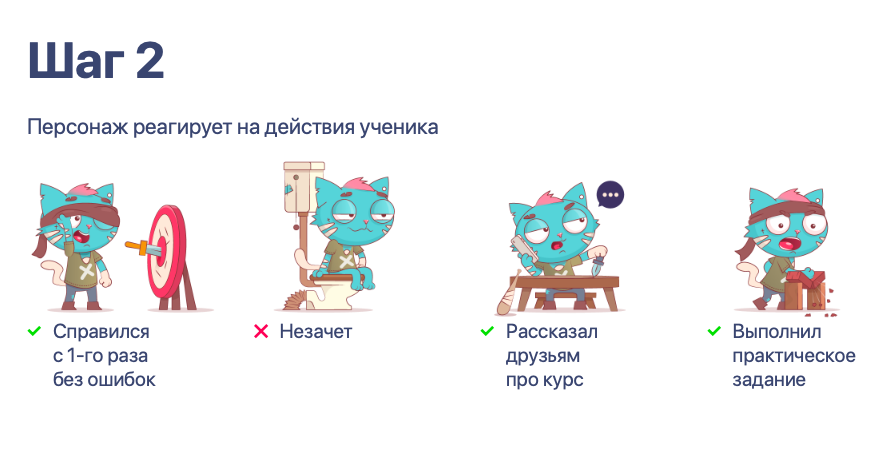 Шаг 2
Персонаж реагирует на действия ученика
Справился
с 1-го раза
без ошибок
Незачет
Рассказал
друзьям
про курс
Выполнил
практическое
задание